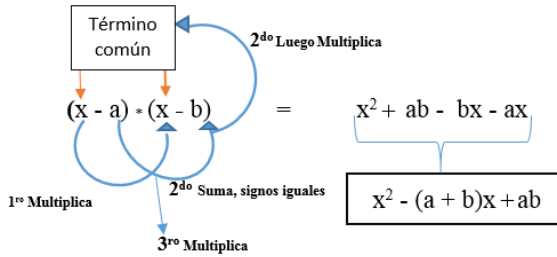 Término
común
2do Luego Multiplica
(x - a) * (x - b) = x² + ab - bx - ax
1ro Multiplica
2do Suma, signos iguales
x² - (a + b)x + ab
3ro Multiplica